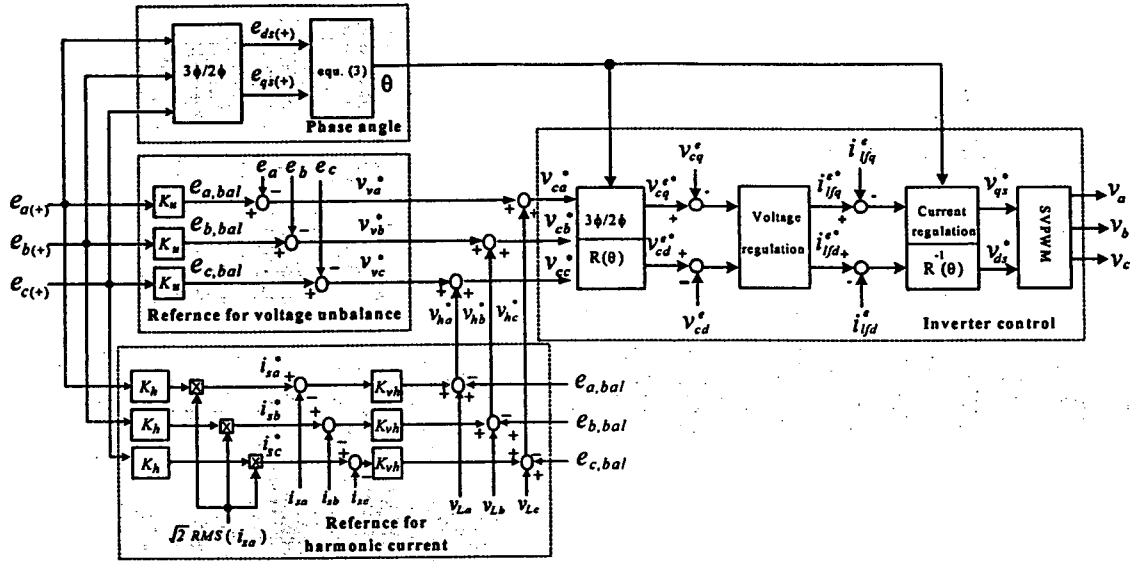 3ϕ/2ϕ
e_ds(+)
e_qs(+)
equ. (3)
θ
Phase angle
e_a(+)
e_b(+)
e_c(+)
K_u
K_u
K_u
e_a,bal
e_b,bal
e_c,bal
e_a e_b e_c
v_va*
v_vb*
v_vc*
Refernce for voltage unbalance
v_ha* v_hb* v_hc*
v_ca*
v_cb*
v_cc*
3ϕ/2ϕ
R(θ)
v_cq^e
v_cq^e*
v_cd^e*
v_cd^e
Voltage
regulation
i_lfq^e
i_lfq^e*
i_lfd^e*
i_lfd^e
Current
regulation
R^-1(θ)
v_qs*
v_ds*
SVPWM
v_a
v_b
v_c
Inverter control
K_h
K_h
K_h
i_sa*
i_sb*
i_sc*
K_vh
K_vh
K_vh
e_a,bal
e_b,bal
e_c,bal
i_sa i_sb i_sc
v_La v_Lb v_Lc
√2 RMS(i_sa)
Refernce for
harmonic current